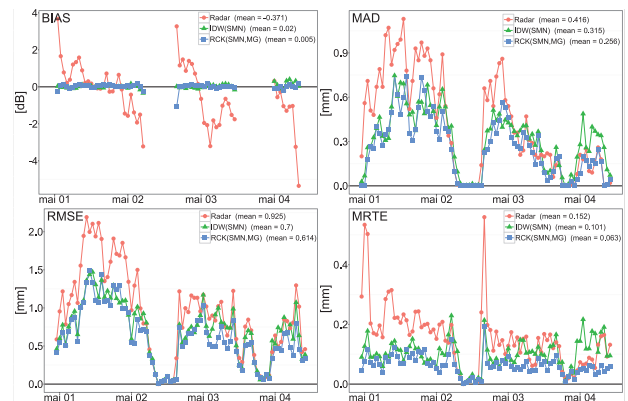 BIAS
Radar (mean = −0.371)
IDW(SMN) (mean = 0.02)
RCK(SMN,MG) (mean = 0.005)
4
2
0
-2
-4
[dB]
mai 01
mai 02
mai 03
mai 04
MAD
Radar (mean = 0.416)
IDW(SMN) (mean = 0.315)
RCK(SMN,MG) (mean = 0.256)
0.9
0.6
0.3
0.0
[mm]
mai 01
mai 02
mai 03
mai 04
RMSE
Radar (mean = 0.925)
IDW(SMN) (mean = 0.7)
RCK(SMN,MG) (mean = 0,614)
2.0
1.5
1.0
0.5
0.0
[mm]
mai 01
mai 02
mai 03
mai 04
MRTE
Radar (mean = 0.152)
IDW(SMN) (mean = 0.101)
RCK(SMN,MG) (mean = 0,063)
0.4
0.2
0.0
[mm]
mai 01
mai 02
mai 03
mai 04